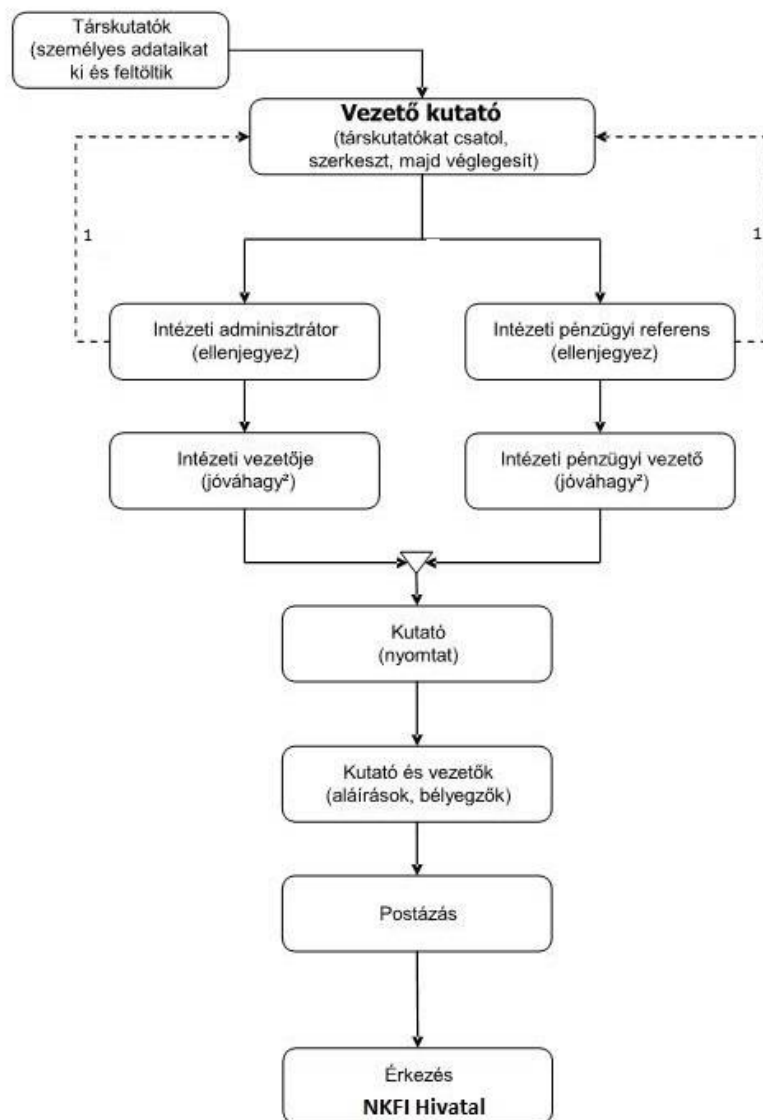 Társkutatók
(személyes adataikat
ki és feltöltik
Vezető kutató
(társkutatókat csatol,
szerkeszt, majd véglegesít)
1
1
Intézeti adminisztrátor
(ellenjegyez)
Intézeti pénzügyi referens
(ellenjegyez)
Intézeti vezetője
(jóváhagy²)
Intézeti pénzügyi vezető
(jóváhagy²)
Kutató
(nyomtat)
Kutató és vezetők
(aláírások, bélyegzők)
Postázás
Érkezés
NKFI Hivatal